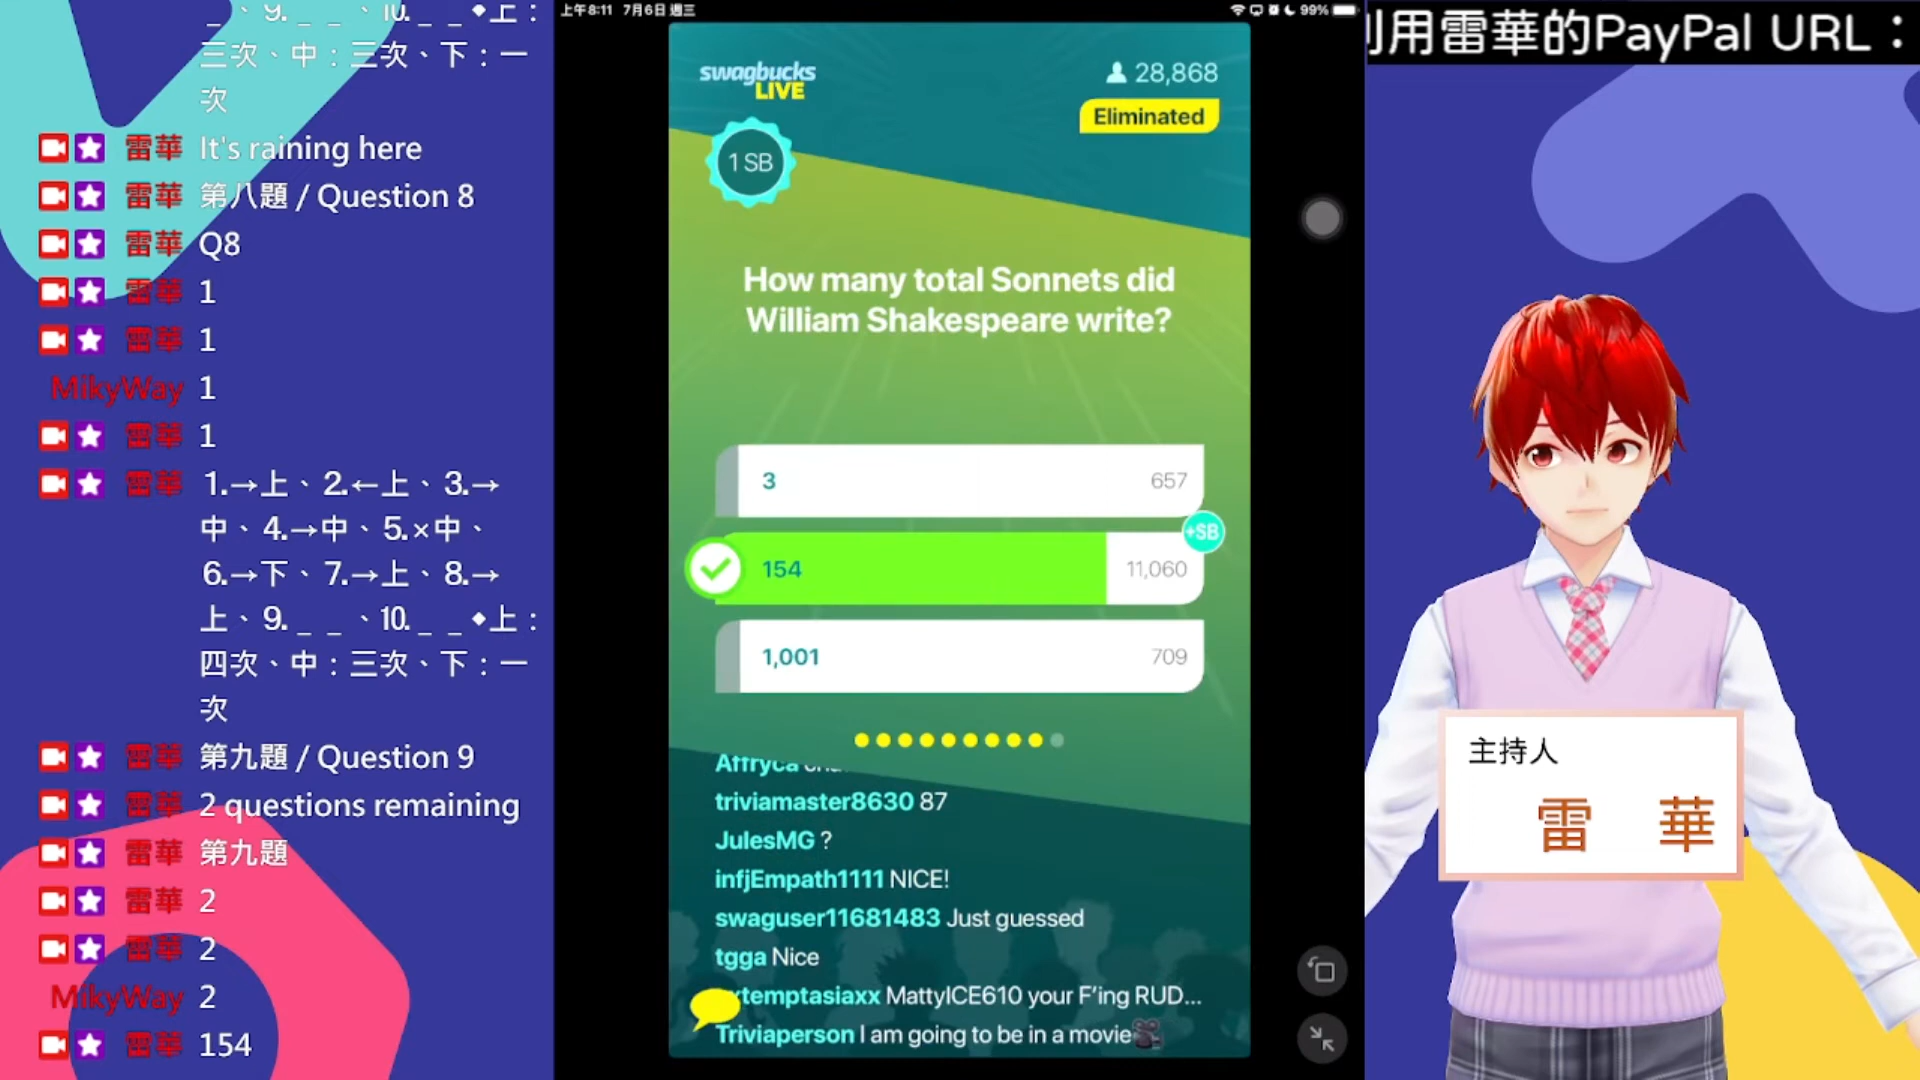 _ 、9. _ _ 、10. _ _ ◆上：
三次、中：三次、下：一
次
雷華 It's raining here
雷華 第八題 / Question 8
雷華 Q8
雷華 1
雷華 1
MikyWay 1
雷華 1
雷華 1.→上、2.←上、3.→
中、4.→中、5.×中、
6.→下、7.→上、8.→
上、9. _ _ 、10. _ _ ◆上：
四次、中：三次、下：一
次
雷華 第九題 / Question 9
雷華 2 questions remaining
雷華 第九題
雷華 2
雷華 2
MikyWay 2
雷華 154
上午8:11 7月6日 週三
99%
swagbucks
LIVE
28,868
Eliminated
1 SB
How many total Sonnets did
William Shakespeare write?
3 657
+SB
154 11,060
1,001 709
Affryca
triviamaster8630 87
JulesMG ?
infjEmpath1111 NICE!
swaguser11681483 Just guessed
tgga Nice
xtemptasiaxx MattyICE610 your F'ing RUD...
Triviaperson I am going to be in a movie🎥
利用雷華的PayPal URL：
主持人
雷 華